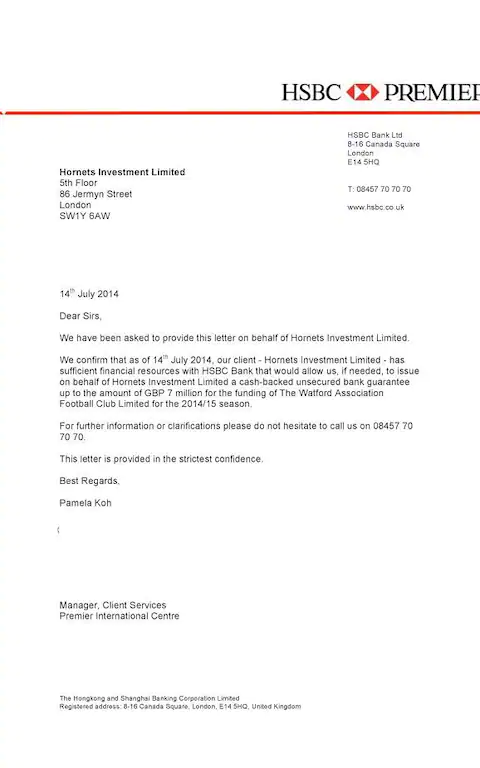 HSBC PREMIER
HSBC Bank Ltd
8-16 Canada Square
London
E14 5HQ
T: 08457 70 70 70
www.hsbc.co.uk
Hornets Investment Limited
5th Floor
86 Jermyn Street
London
SW1Y 6AW
14th July 2014
Dear Sirs,
We have been asked to provide this letter on behalf of Hornets Investment Limited.
We confirm that as of 14th July 2014, our client - Hornets Investment Limited - has
sufficient financial resources with HSBC Bank that would allow us, if needed, to issue
on behalf of Hornets Investment Limited a cash-backed unsecured bank guarantee
up to the amount of GBP 7 million for the funding of The Watford Association
Football Club Limited for the 2014/15 season.
For further information or clarifications please do not hesitate to call us on 08457 70
70 70.
This letter is provided in the strictest confidence.
Best Regards,
Pamela Koh
Manager, Client Services
Premier International Centre
The Hongkong and Shanghai Banking Corporation Limited
Registered address: 8-16 Canada Square, London, E14 5HQ, United Kingdom